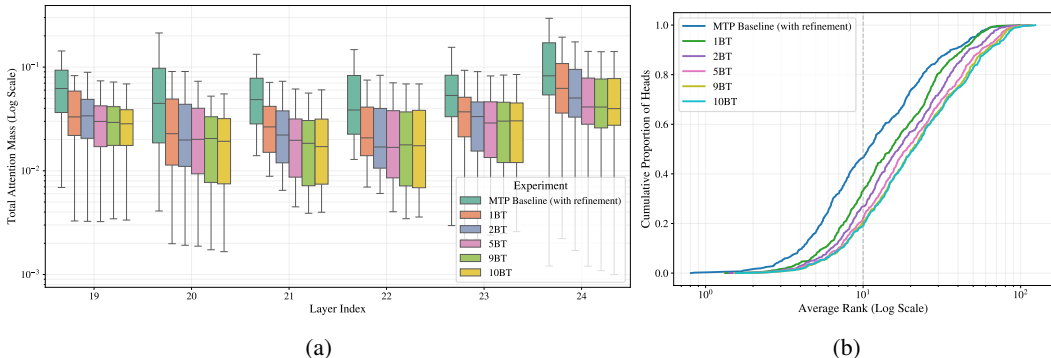 Total Attention Mass (Log Scale)
10⁻¹
10⁻²
10⁻³
19
20
21
22
23
24
Layer Index
Experiment
MTP Baseline (with refinement)
1BT
2BT
5BT
9BT
10BT
(a)
Cumulative Proportion of Heads
1.0
0.8
0.6
0.4
0.2
0.0
10⁰
10¹
10²
Average Rank (Log Scale)
MTP Baseline (with refinement)
1BT
2BT
5BT
9BT
10BT
(b)